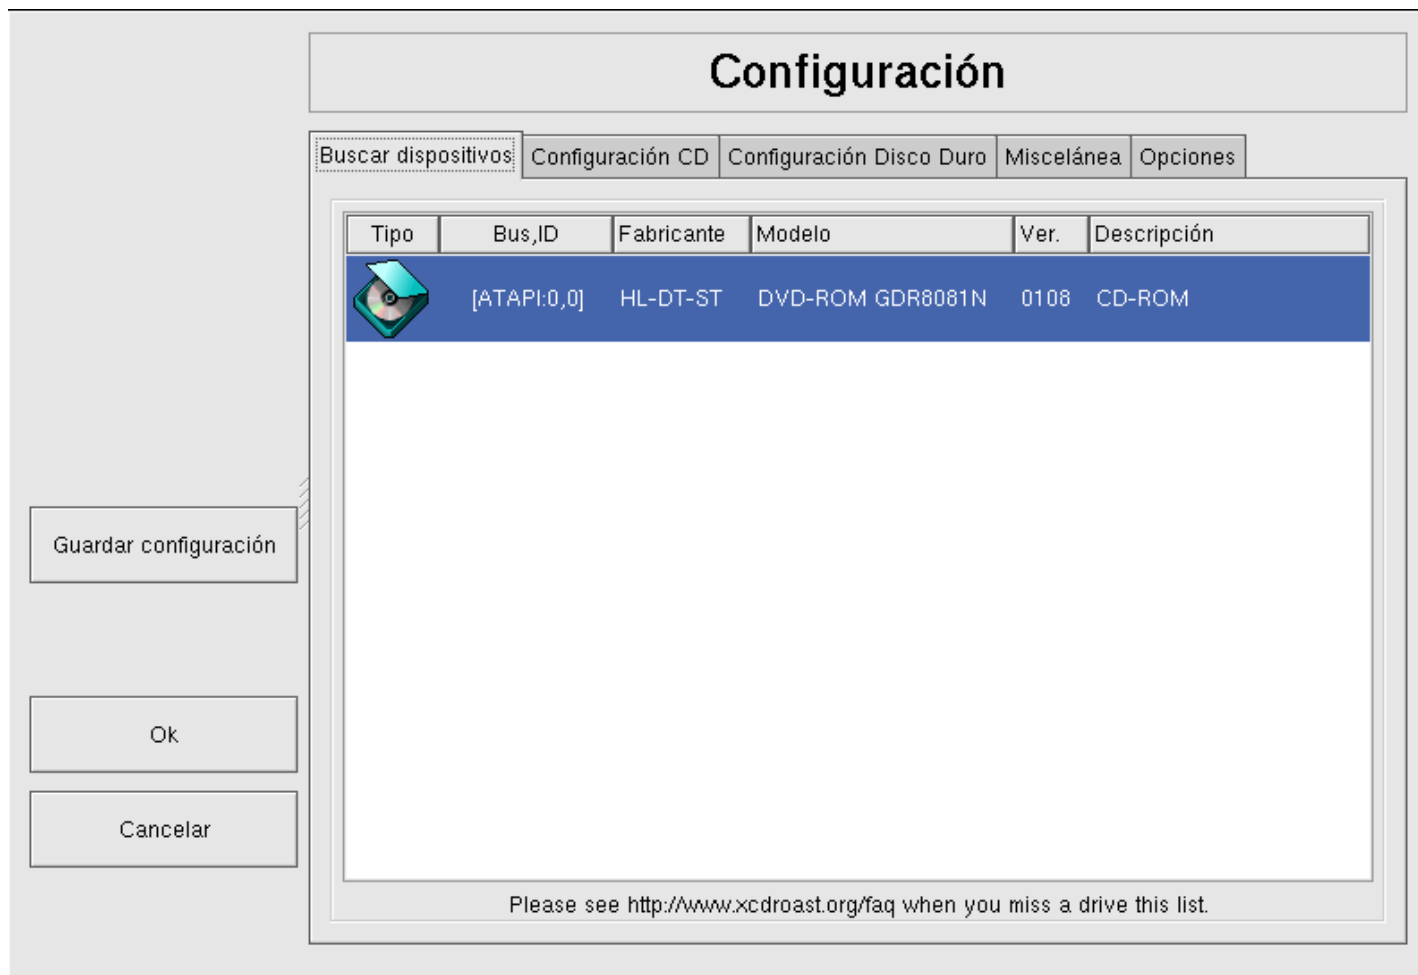 Configuración
Buscar dispositivos Configuración CD Configuración Disco Duro Miscelánea Opciones
Tipo Bus,ID Fabricante Modelo Ver. Descripción
[ATAPI:0,0] HL-DT-ST DVD-ROM GDR8081N 0108 CD-ROM
Guardar configuración
Ok
Cancelar
Please see http://www.xcdroast.org/faq when you miss a drive this list.